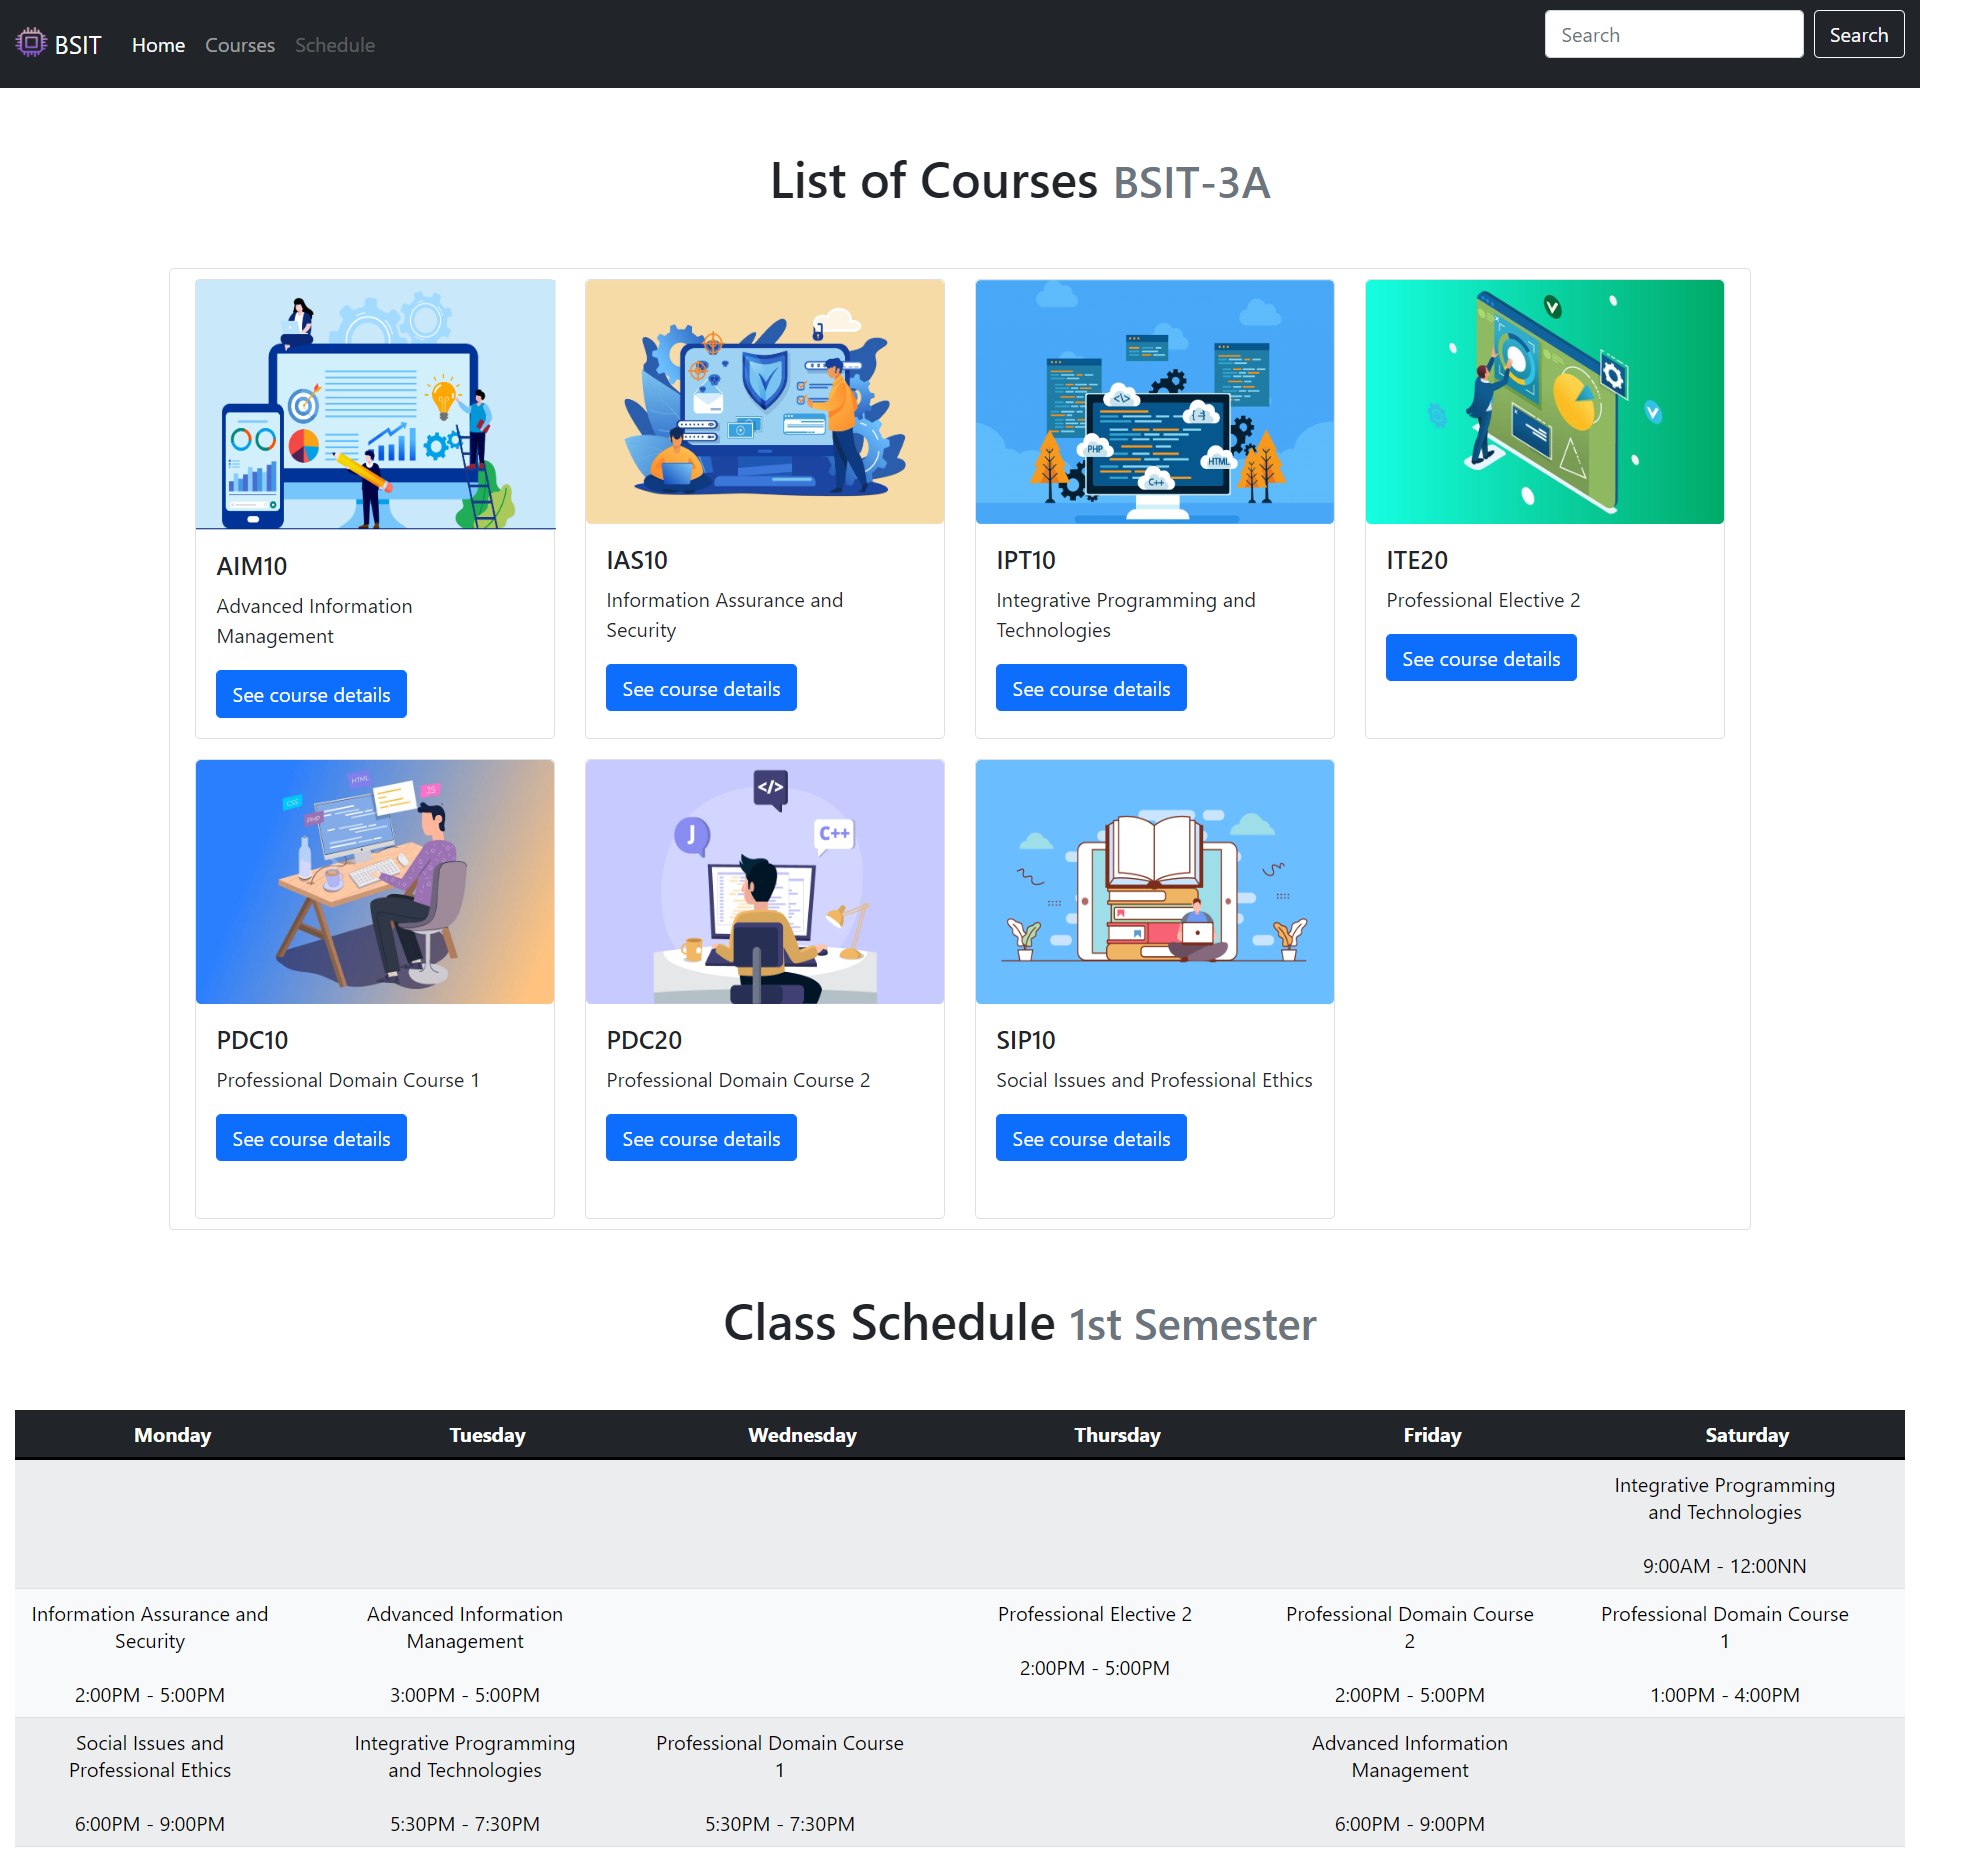 BSIT Home Courses Schedule Search Search
List of Courses BSIT-3A
PHP
HTML
C++
AIM10
Advanced Information
Management
See course details
IAS10
Information Assurance and
Security
See course details
IPT10
Integrative Programming and
Technologies
See course details
ITE20
Professional Elective 2
See course details
HTML
CSS
JS
PHP
</>
J
C++
PDC10
Professional Domain Course 1
See course details
PDC20
Professional Domain Course 2
See course details
SIP10
Social Issues and Professional Ethics
See course details
Class Schedule 1st Semester
Monday Tuesday Wednesday Thursday Friday Saturday
Integrative Programming
and Technologies
9:00AM - 12:00NN
Information Assurance and
Security
2:00PM - 5:00PM
Advanced Information
Management
3:00PM - 5:00PM
Professional Elective 2
2:00PM - 5:00PM
Professional Domain Course
2
2:00PM - 5:00PM
Professional Domain Course
1
1:00PM - 4:00PM
Social Issues and
Professional Ethics
6:00PM - 9:00PM
Integrative Programming
and Technologies
5:30PM - 7:30PM
Professional Domain Course
1
5:30PM - 7:30PM
Advanced Information
Management
6:00PM - 9:00PM